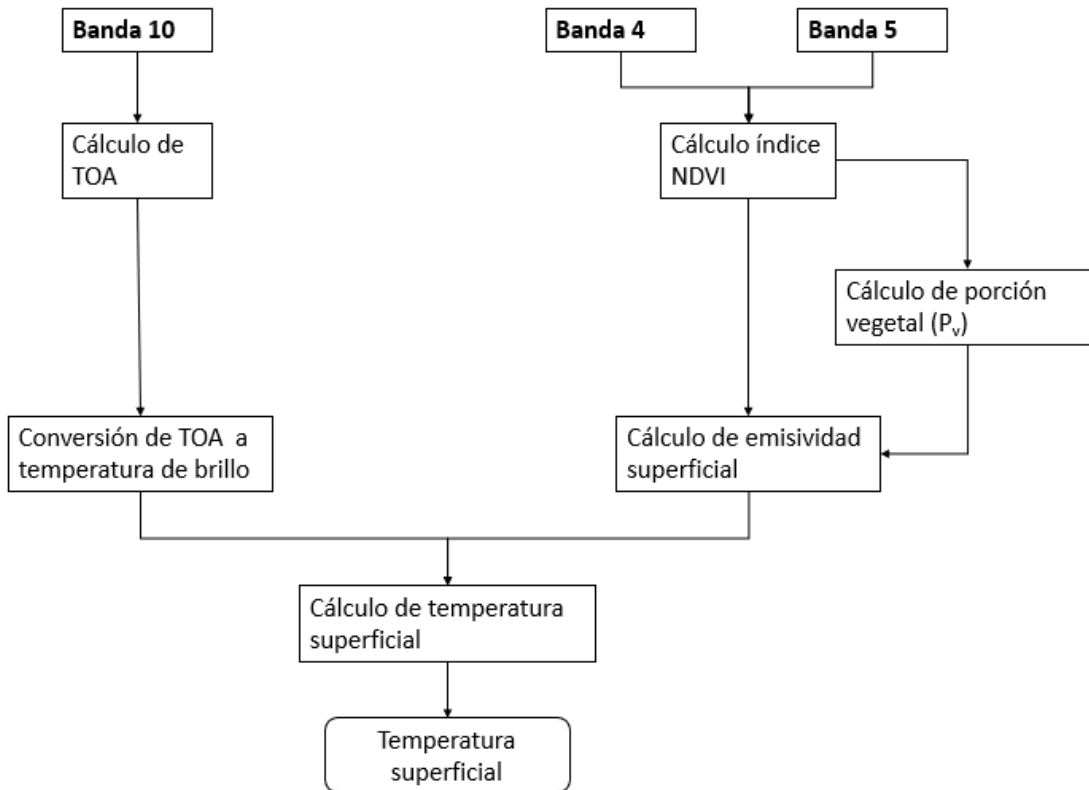 Banda 10
Banda 4
Banda 5
Cálculo de
TOA
Cálculo índice
NDVI
Cálculo de porción
vegetal (Pv)
Conversión de TOA a
temperatura de brillo
Cálculo de emisividad
superficial
Cálculo de temperatura
superficial
Temperatura
superficial